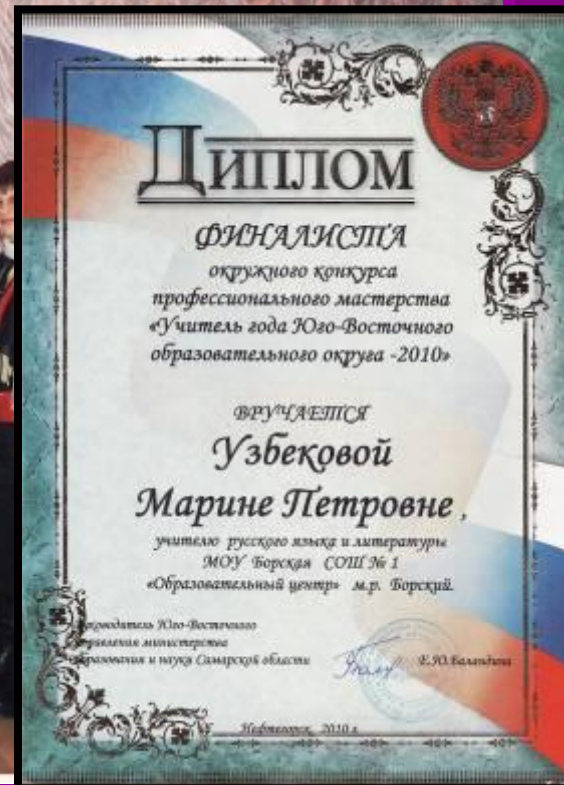 Диплом
ФИНАЛИСТА
окружного конкурса
профессионального мастерства
«Учитель года Юго-Восточного
образовательного округа -2010»
ВРУЧАЕТСЯ
Узбековой
Марине Петровне ,
учителю русского языка и литературы
МОУ Борская СОШ № 1
«Образовательный центр» м.р. Борский.
Юго-Восточного
министерства
и науки Самарской области
Е.Ю.Баландина
Нефтегорск, 2010 г